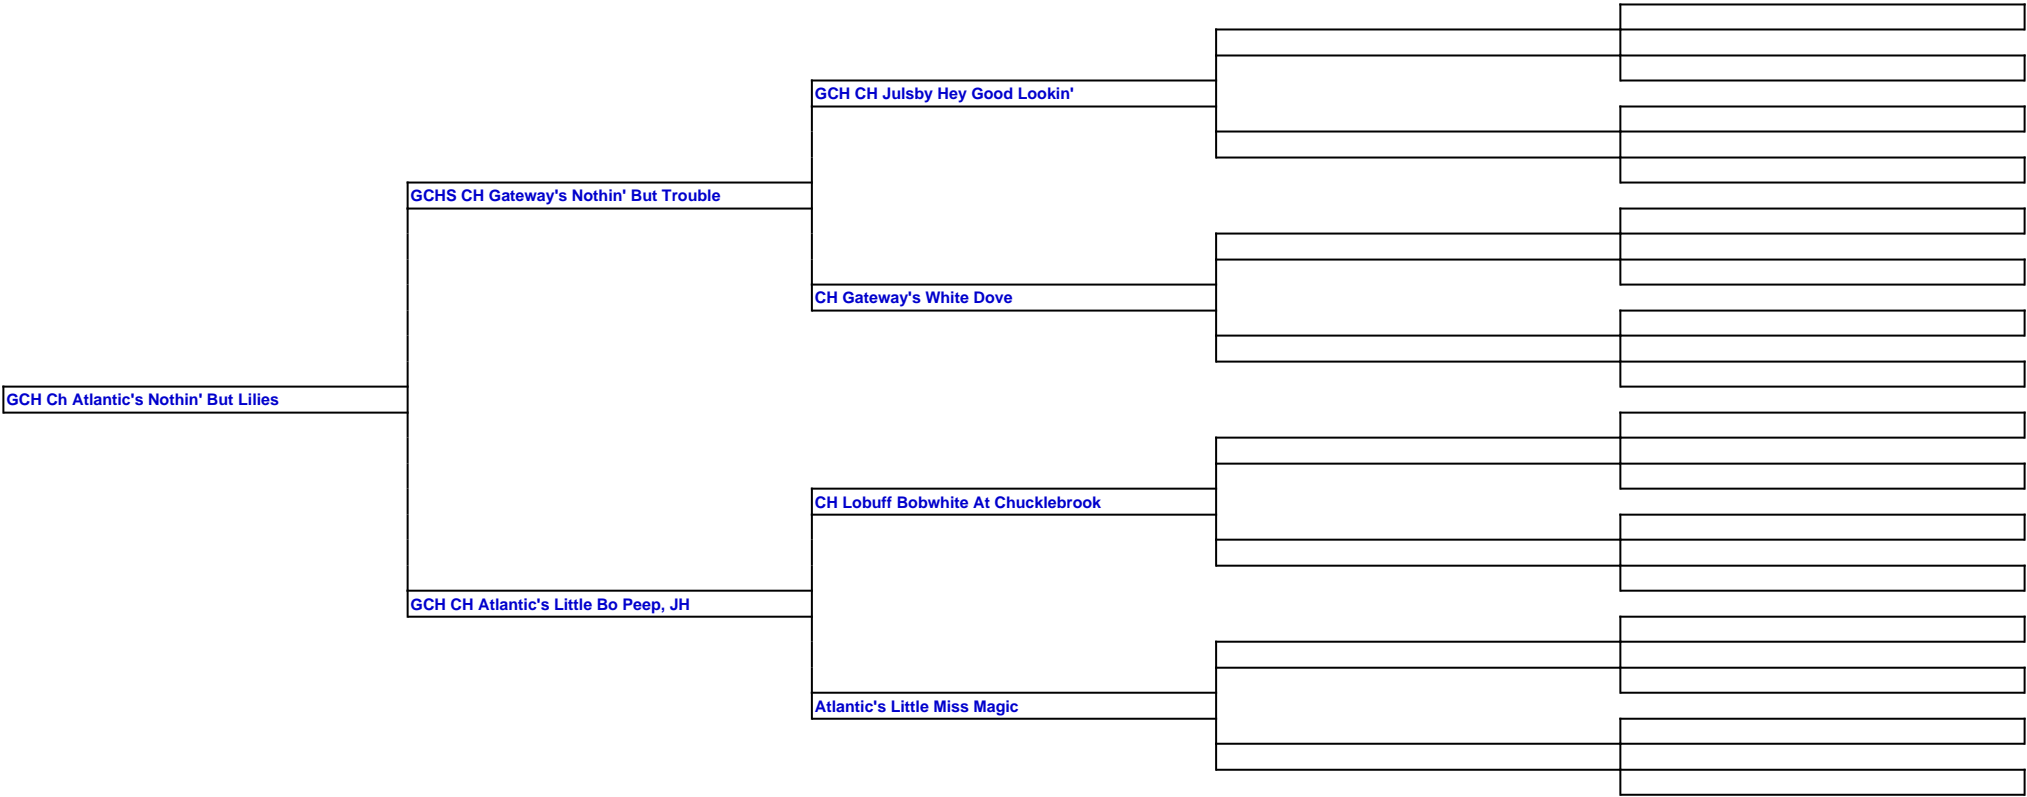 GCH CH Julsby Hey Good Lookin'
GCHS CH Gateway's Nothin' But Trouble
CH Gateway's White Dove
GCH Ch Atlantic's Nothin' But Lilies
CH Lobuff Bobwhite At Chucklebrook
GCH CH Atlantic's Little Bo Peep, JH
Atlantic's Little Miss Magic